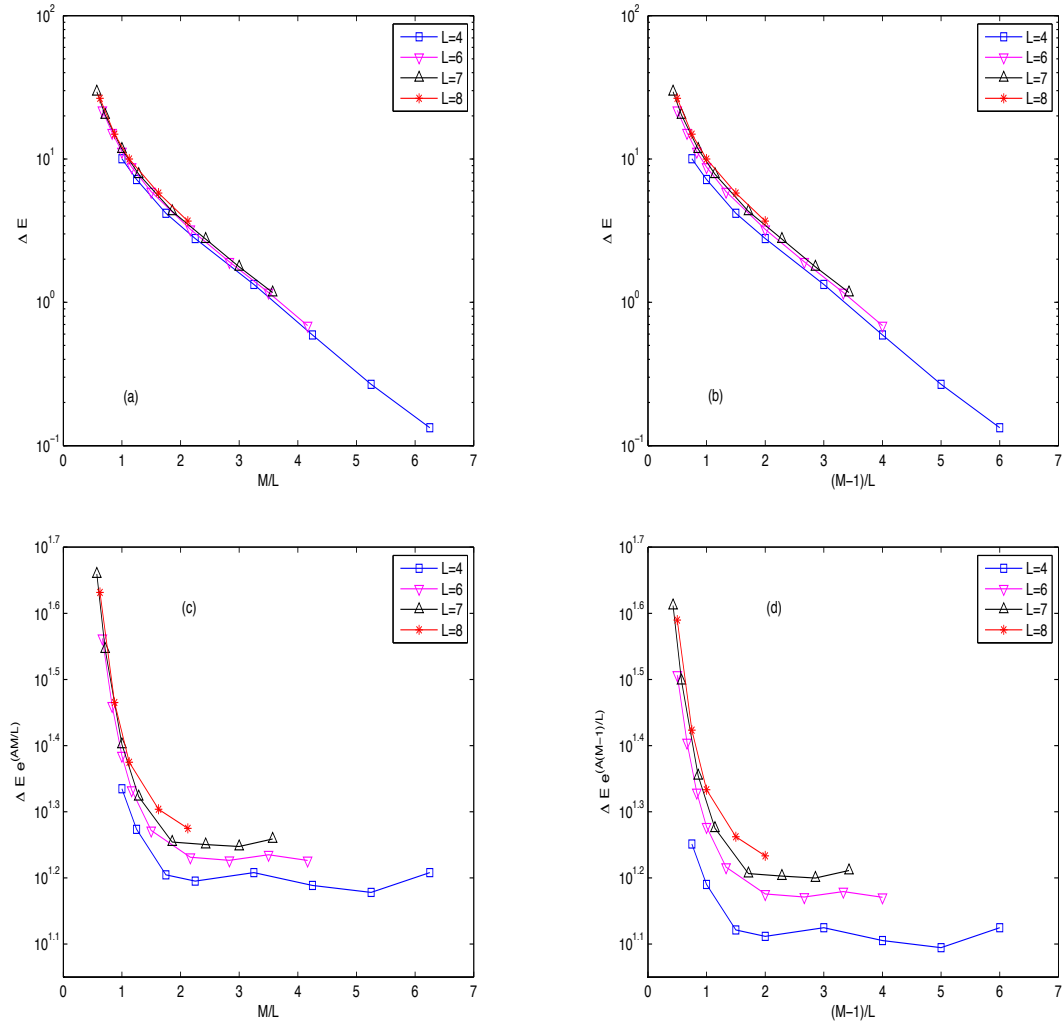 10^2
10^1
10^0
10^-1
Δ E
0 1 2 3 4 5 6 7
M/L
(a)
L=4
L=6
L=7
L=8
10^2
10^1
10^0
10^-1
Δ E
0 1 2 3 4 5 6 7
(M−1)/L
(b)
L=4
L=6
L=7
L=8
10^1.7
10^1.6
10^1.5
10^1.4
10^1.3
10^1.2
10^1.1
Δ E e^(AM/L)
0 1 2 3 4 5 6 7
M/L
(c)
L=4
L=6
L=7
L=8
10^1.7
10^1.6
10^1.5
10^1.4
10^1.3
10^1.2
10^1.1
Δ E e^(A(M−1)/L)
0 1 2 3 4 5 6 7
(M−1)/L
(d)
L=4
L=6
L=7
L=8